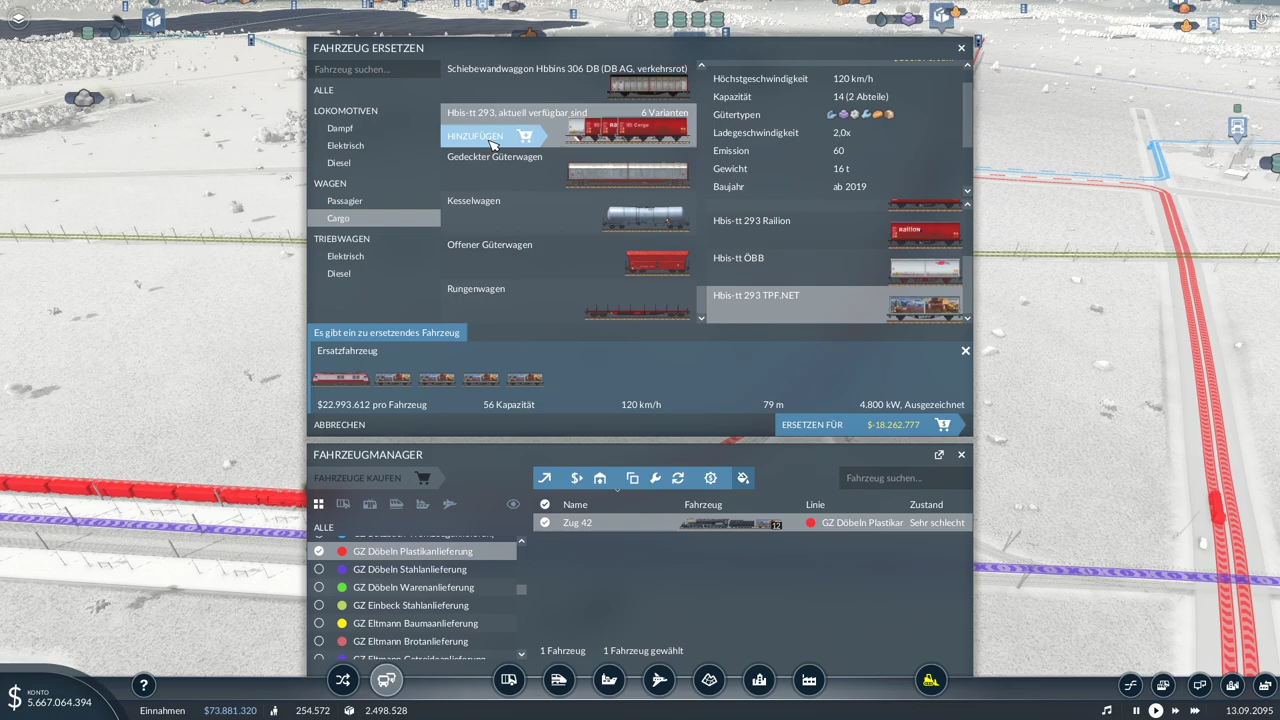 FAHRZEUG ERSETZEN
Fahrzeug suchen...
ALLE
LOKOMOTIVEN
Dampf
Elektrisch
Diesel
WAGEN
Passagier
Cargo
TRIEBWAGEN
Elektrisch
Diesel
Schiebewandwaggon Hbbins 306 DB (DB AG, verkehrsrot)
Hbis-tt 293, aktuell verfügbar sind 6 Varianten
HINZUFÜGEN
Gedeckter Güterwagen
Kesselwagen
Offener Güterwagen
Rungenwagen
Höchstgeschwindigkeit 120 km/h
Kapazität 14 (2 Abteile)
Gütertypen
Ladegeschwindigkeit 2,0x
Emission 60
Gewicht 16 t
Baujahr ab 2019
Hbis-tt 293 Railion
Hbis-tt ÖBB
Hbis-tt 293 TPF.NET
Es gibt ein zu ersetzendes Fahrzeug
Ersatzfahrzeug
$22.993.612 pro Fahrzeug 56 Kapazität 120 km/h 79 m 4.800 kW, Ausgezeichnet
ABBRECHEN ERSETZEN FÜR $-18.262.777
FAHRZEUGMANAGER
FAHRZEUGE KAUFEN Fahrzeug suchen...
ALLE
GZ Döbeln Plastikanlieferung
GZ Döbeln Stahlanlieferung
GZ Döbeln Warenanlieferung
GZ Einbeck Stahlanlieferung
GZ Eltmann Baumaanlieferung
GZ Eltmann Brotanlieferung
GZ Eltmann Getreideanlieferung
Name Fahrzeug Linie Zustand
Zug 42 12 GZ Döbeln Plastikar Sehr schlecht
1 Fahrzeug 1 Fahrzeug gewählt
KONTO
$ 5.667.064.394
?
Einnahmen $73.881.320 254.572 2.498.528 13.09.2095